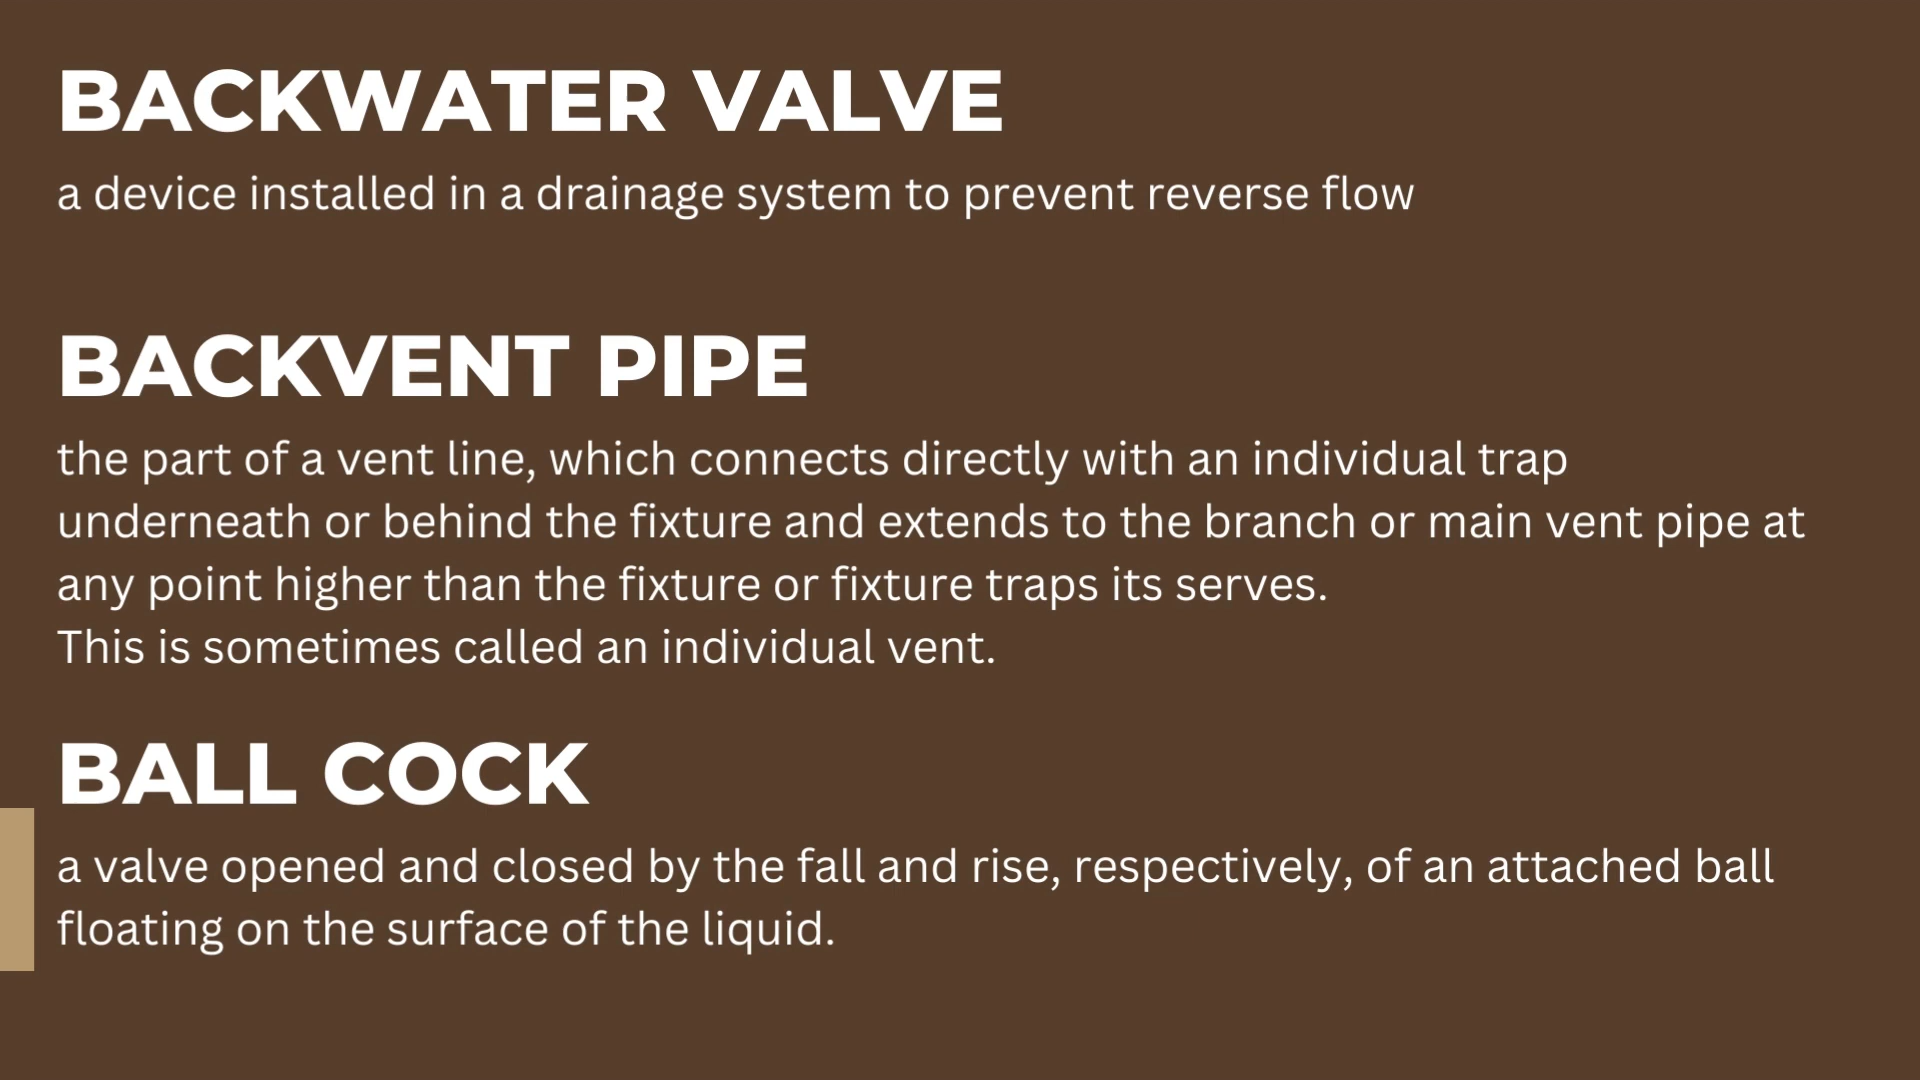 BACKWATER VALVE
a device installed in a drainage system to prevent reverse flow
BACKVENT PIPE
the part of a vent line, which connects directly with an individual trap
underneath or behind the fixture and extends to the branch or main vent pipe at
any point higher than the fixture or fixture traps its serves.
This is sometimes called an individual vent.
BALL COCK
a valve opened and closed by the fall and rise, respectively, of an attached ball
floating on the surface of the liquid.